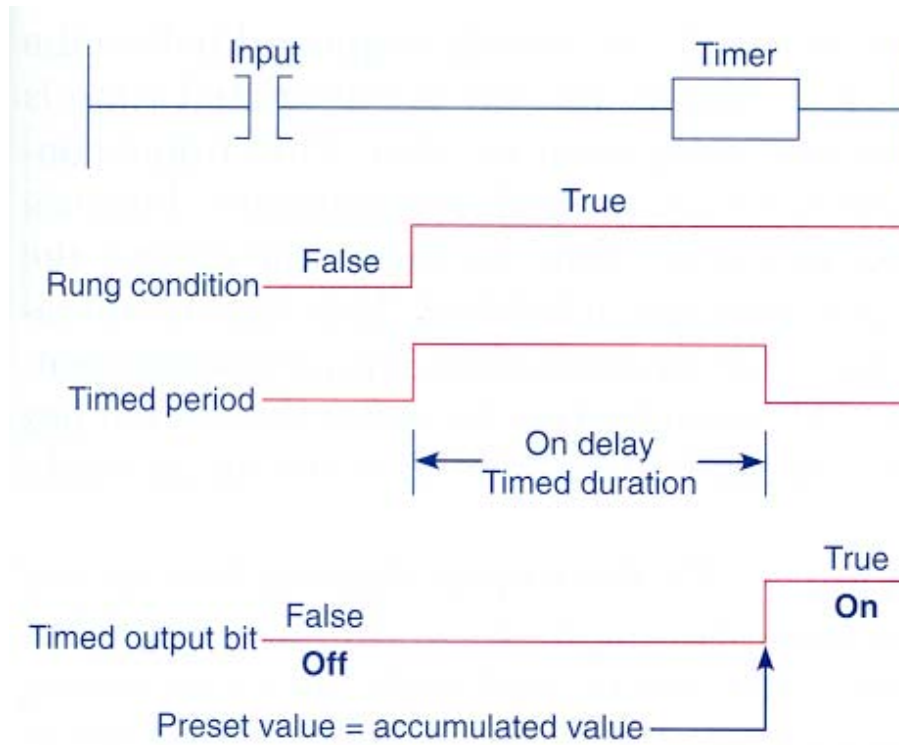 Input
Timer
True
False
Rung condition
Timed period
On delay
Timed duration
True
False
On
Timed output bit
Off
Preset value = accumulated value